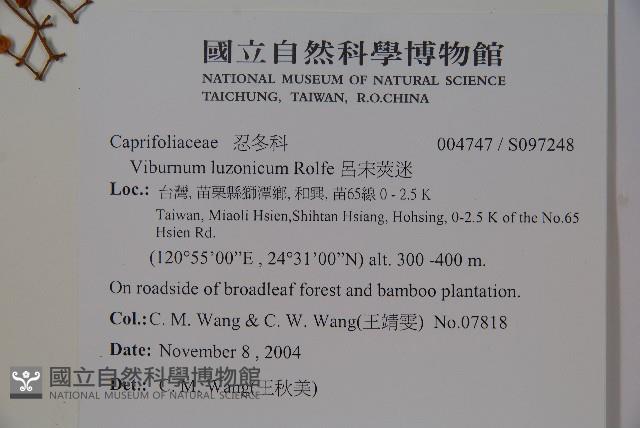 國立自然科學博物館
NATIONAL MUSEUM OF NATURAL SCIENCE
TAICHUNG, TAIWAN, R.O.CHINA
Caprifoliaceae 忍冬科 004747 / S097248
Viburnum luzonicum Rolfe 呂宋莢迷
Loc.: 台灣, 苗栗縣獅潭鄉, 和興, 苗65線 0 - 2.5 K
Taiwan, Miaoli Hsien,Shihtan Hsiang, Hohsing, 0-2.5 K of the No.65
Hsien Rd.
(120°55'00"E , 24°31'00"N) alt. 300 -400 m.
On roadside of broadleaf forest and bamboo plantation.
Col.:C. M. Wang & C. W. Wang(王靖雯) No.07818
Date: November 8 , 2004
Det.: C. M. Wang(王秋美)
國立自然科學博物館
NATIONAL MUSEUM OF NATURAL SCIENCE